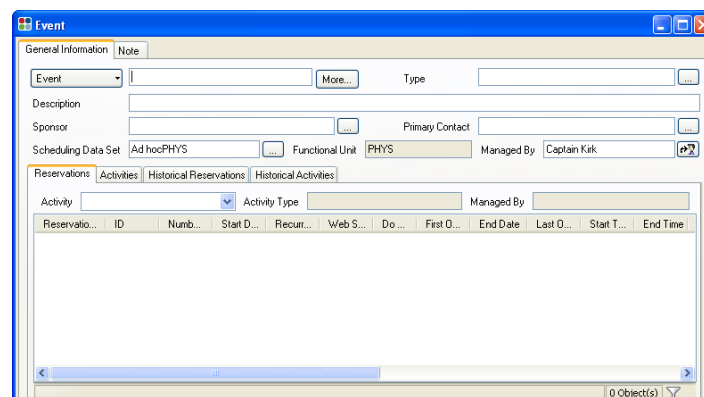 Event
General Information Note
Event More... Type ...
Description
Sponsor ... Primary Contact ...
Scheduling Data Set Ad hocPHYS ... Functional Unit PHYS Managed By Captain Kirk
Reservations Activities Historical Reservations Historical Activities
Activity Activity Type Managed By
Reservatio... ID Numb... Start D... Recurr... Web S... Do ... First O... End Date Last O... Start T... End Time
0 Object(s)